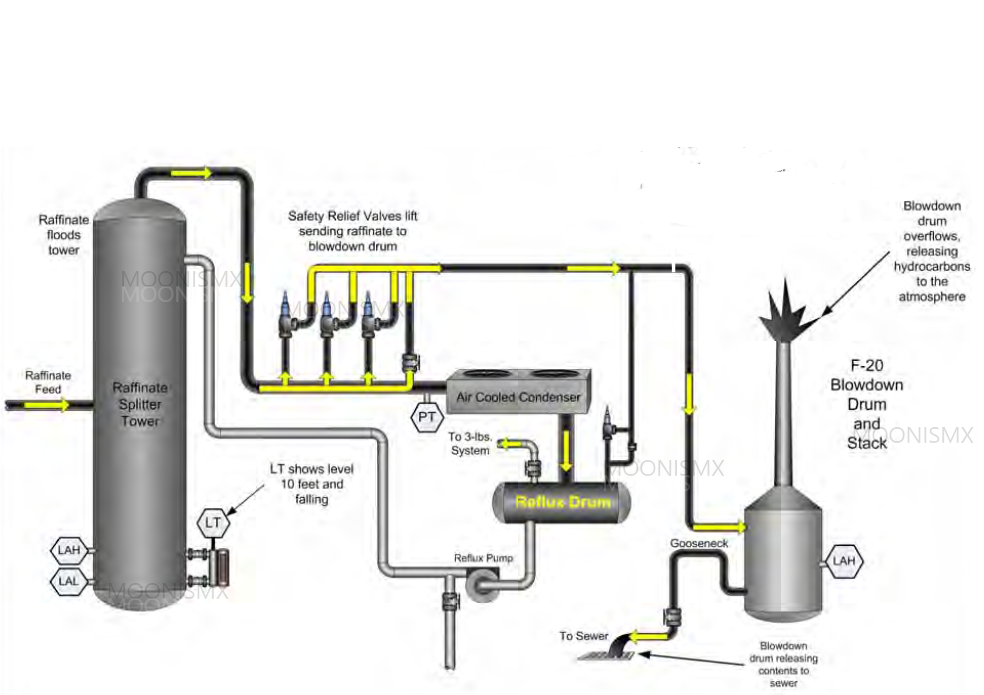 Raffinate
floods
tower
Safety Relief Valves lift
sending raffinate to
blowdown drum
Blowdown
drum
overflows,
releasing
hydrocarbons
to the
atmosphere
MOONISMX
MOONISMX
MOONISMX
Raffinate
Feed
Raffinate
Splitter
Tower
PT
Air Cooled Condenser
F-20
Blowdown
Drum
and
Stack
MOONISMX
To 3-lbs.
System
MOONISMX
LT shows level
10 feet and
falling
Reflux Drum
LT
LAH
LAL
Reflux Pump
Gooseneck
LAH
MOONISMX
MOONISMX
To Sewer
Blowdown
drum releasing
contents to
sewer